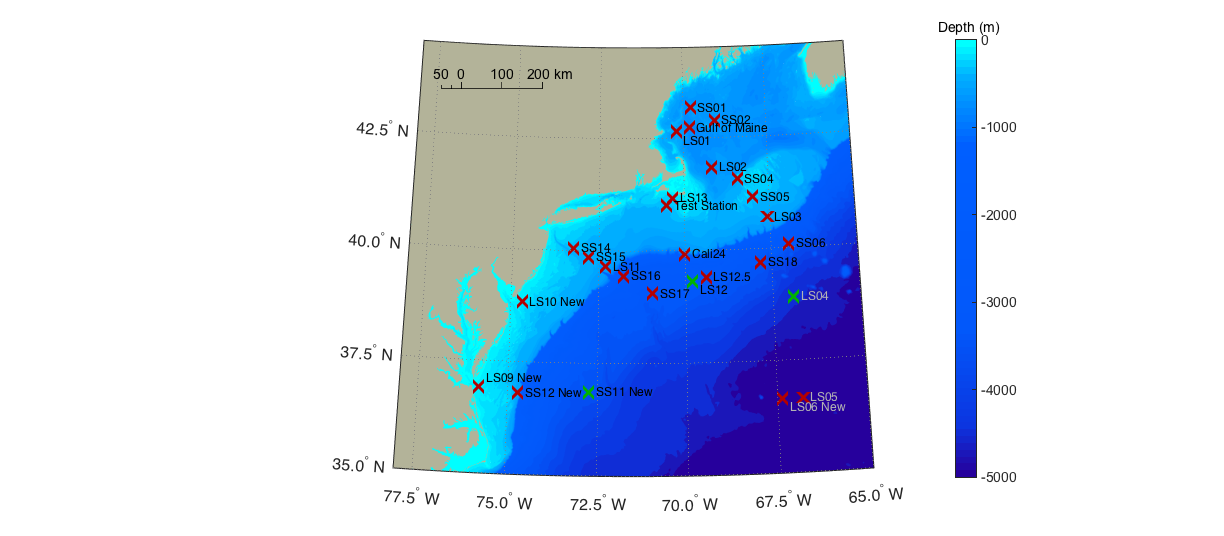 Depth (m)
0
-1000
-2000
-3000
-4000
-5000
50 0 100 200 km
42.5° N
40.0° N
37.5° N
35.0° N
77.5° W
75.0° W
72.5° W
70.0° W
67.5° W
65.0° W
SS01
SS02
Gulf of Maine
LS01
LS02
SS04
SS05
LS13
Test Station
LS03
SS06
SS14
SS15
LS11
SS16
Cali24
SS18
LS12.5
LS12
SS17
LS04
LS10 New
LS09 New
SS12 New
SS11 New
LS05
LS06 New